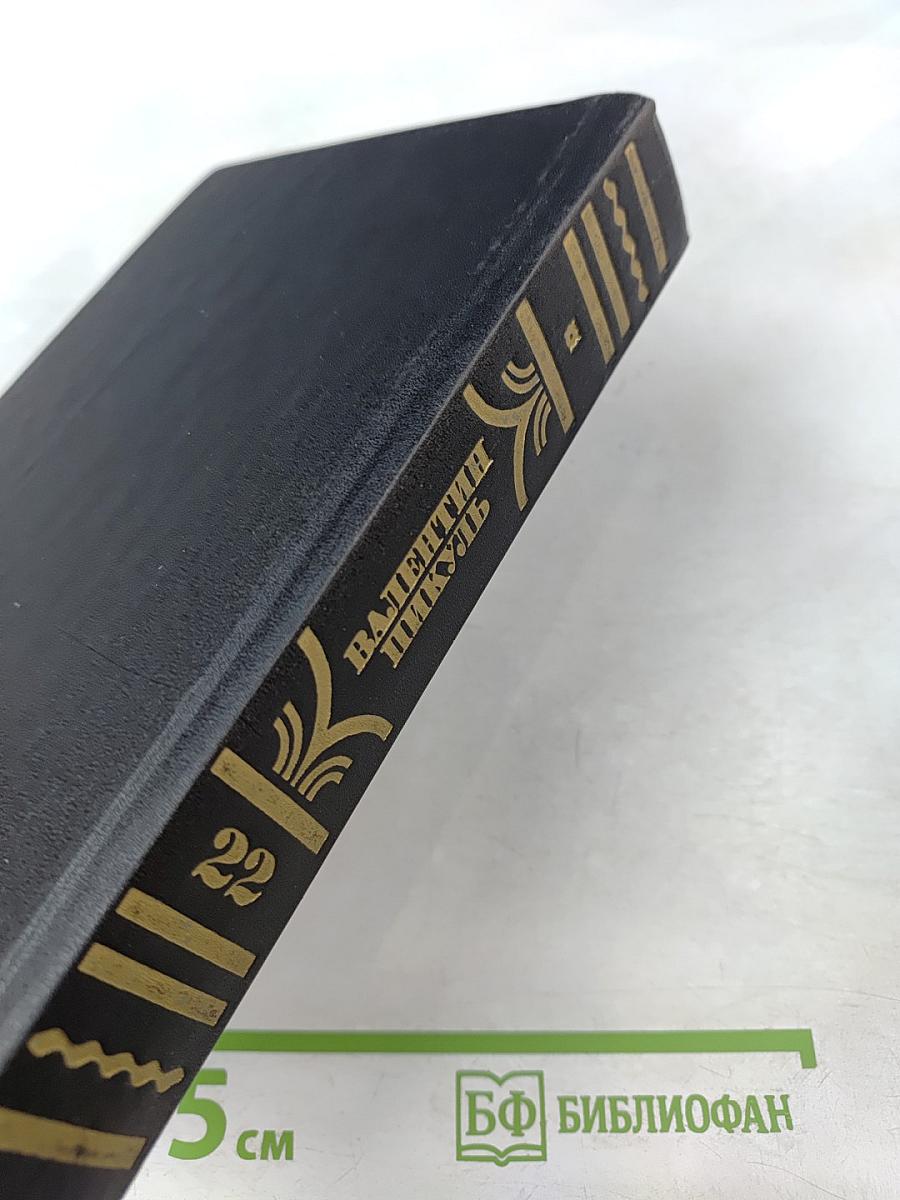 ВАЛЕНТИН
ПИКУЛЬ
22
5 см
БФ БИБЛИОФАН